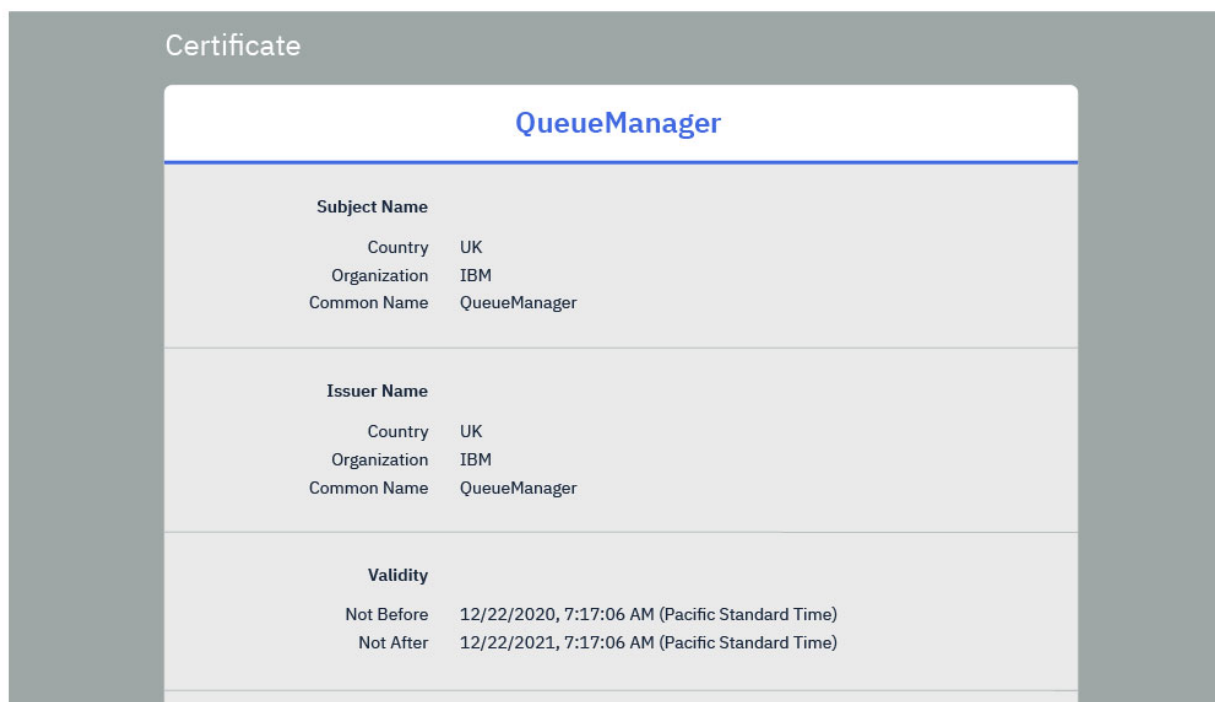 Certificate
QueueManager
Subject Name
Country UK
Organization IBM
Common Name QueueManager
Issuer Name
Country UK
Organization IBM
Common Name QueueManager
Validity
Not Before 12/22/2020, 7:17:06 AM (Pacific Standard Time)
Not After 12/22/2021, 7:17:06 AM (Pacific Standard Time)